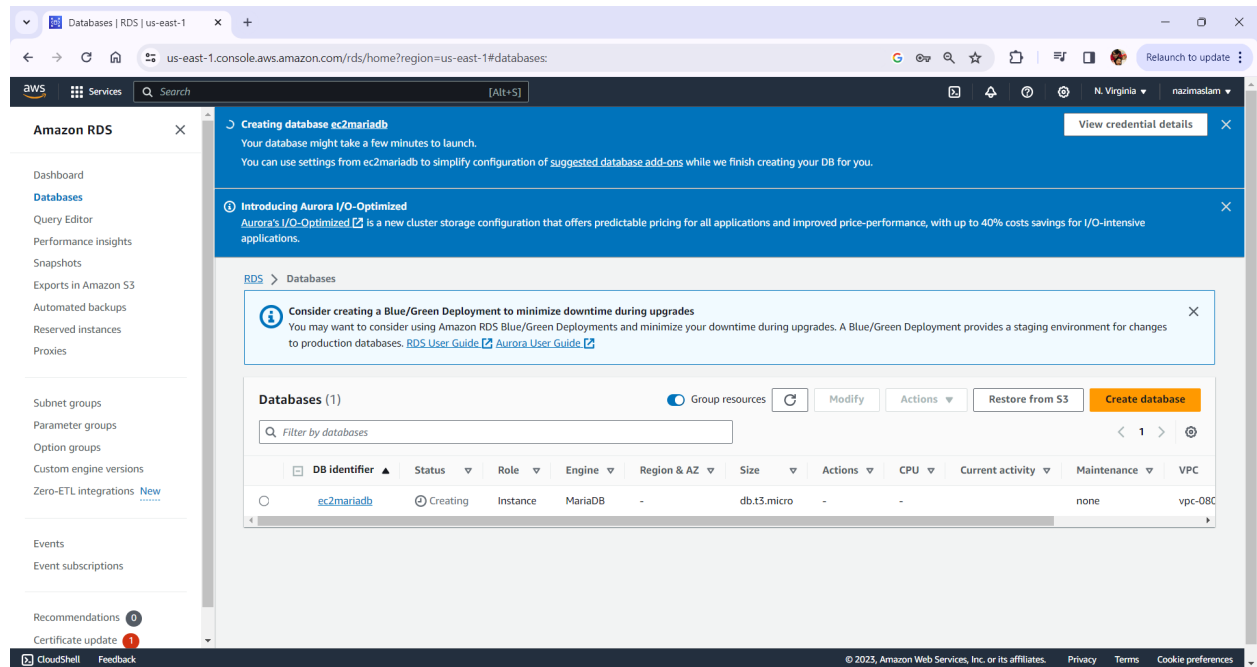 Databases | RDS | us-east-1
us-east-1.console.aws.amazon.com/rds/home?region=us-east-1#databases:
Relaunch to update
aws
Services
Search
[Alt+S]
N. Virginia
nazimaslam
Amazon RDS
Dashboard
Databases
Query Editor
Performance insights
Snapshots
Exports in Amazon S3
Automated backups
Reserved instances
Proxies
Subnet groups
Parameter groups
Option groups
Custom engine versions
Zero-ETL integrations New
Events
Event subscriptions
Recommendations 0
Certificate update 1
Creating database ec2mariadb
View credential details
Your database might take a few minutes to launch.
You can use settings from ec2mariadb to simplify configuration of suggested database add-ons while we finish creating your DB for you.
Introducing Aurora I/O-Optimized
Aurora's I/O-Optimized is a new cluster storage configuration that offers predictable pricing for all applications and improved price-performance, with up to 40% costs savings for I/O-intensive
applications.
RDS > Databases
Consider creating a Blue/Green Deployment to minimize downtime during upgrades
You may want to consider using Amazon RDS Blue/Green Deployments and minimize your downtime during upgrades. A Blue/Green Deployment provides a staging environment for changes
to production databases. RDS User Guide Aurora User Guide
Databases (1)
Group resources
Modify
Actions
Restore from S3
Create database
Filter by databases
1
DB identifier Status Role Engine Region & AZ Size Actions CPU Current activity Maintenance VPC
ec2mariadb Creating Instance MariaDB - db.t3.micro - - none vpc-080
CloudShell Feedback
© 2023, Amazon Web Services, Inc. or its affiliates. Privacy Terms Cookie preferences